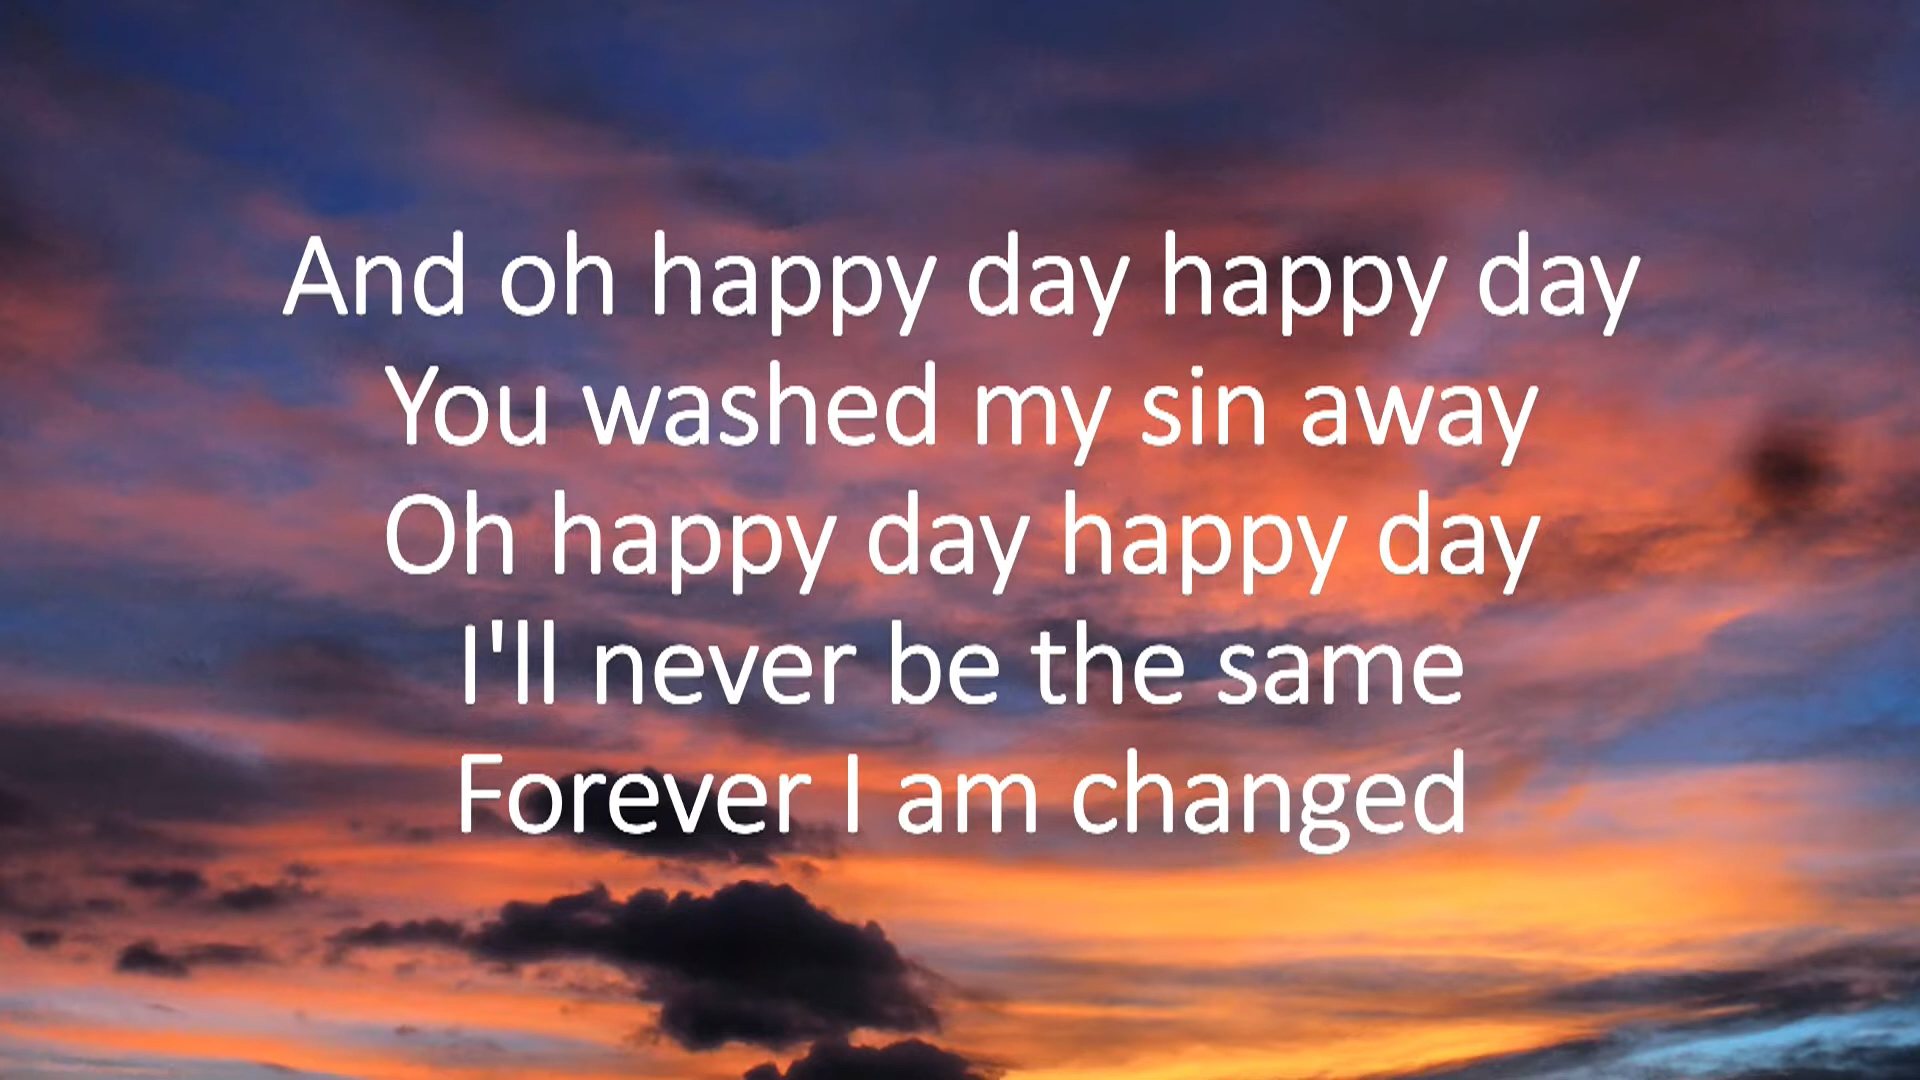 And oh happy day happy day
You washed my sin away
Oh happy day happy day
I'll never be the same
Forever I am changed